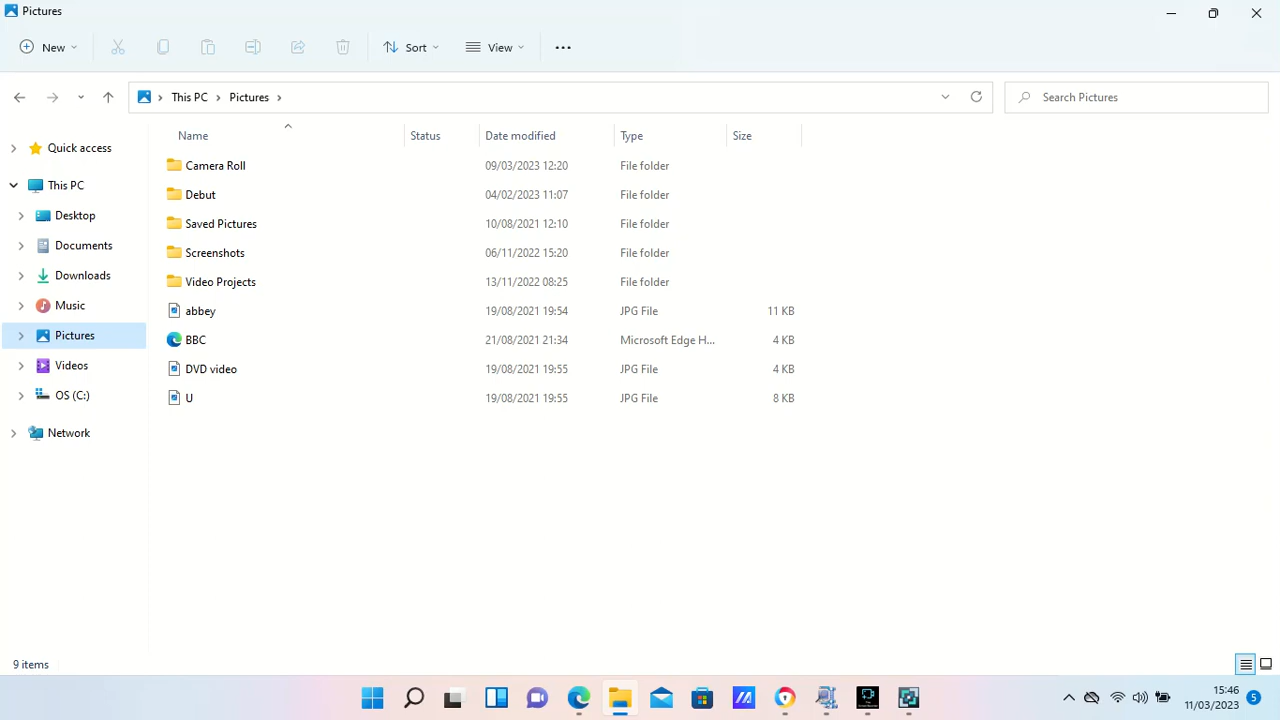 Pictures
New
Sort
View
This PC
Pictures
Search Pictures
Name
Status
Date modified
Type
Size
Quick access
This PC
Desktop
Documents
Downloads
Music
Pictures
Videos
OS (C:)
Network
Camera Roll 09/03/2023 12:20 File folder
Debut 04/02/2023 11:07 File folder
Saved Pictures 10/08/2021 12:10 File folder
Screenshots 06/11/2022 15:20 File folder
Video Projects 13/11/2022 08:25 File folder
abbey 19/08/2021 19:54 JPG File 11 KB
BBC 21/08/2021 21:34 Microsoft Edge H... 4 KB
DVD video 19/08/2021 19:55 JPG File 4 KB
U 19/08/2021 19:55 JPG File 8 KB
9 items
15:46
11/03/2023
5